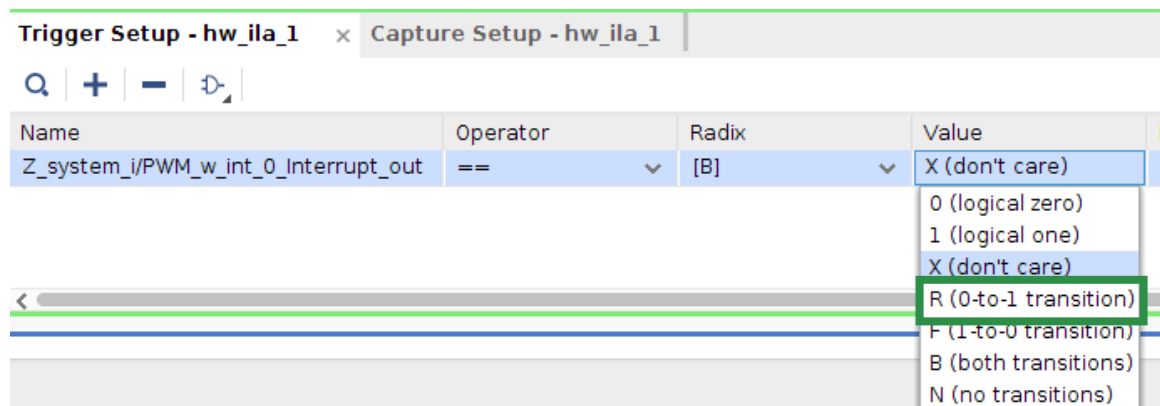 Trigger Setup - hw_ila_1 × Capture Setup - hw_ila_1
Name Operator Radix Value
Z_system_i/PWM_w_int_0_Interrupt_out == [B] X (don't care)
0 (logical zero)
1 (logical one)
X (don't care)
R (0-to-1 transition)
F (1-to-0 transition)
B (both transitions)
N (no transitions)